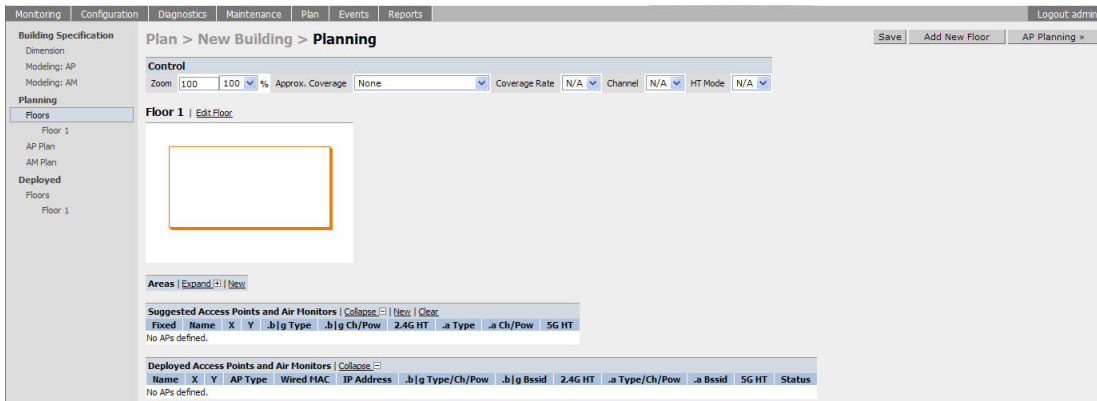 Monitoring Configuration Diagnostics Maintenance Plan Events Reports Logout admin
Building Specification
Dimension
Modeling: AP
Modeling: AM
Planning
Floors
Floor 1
AP Plan
AM Plan
Deployed
Floors
Floor 1
Plan > New Building > Planning
Save Add New Floor AP Planning »
Control
Zoom 100 100 % Approx. Coverage None Coverage Rate N/A Channel N/A HT Mode N/A
Floor 1 | Edit Floor
Areas | Expand | New
Suggested Access Points and Air Monitors | Collapse | New | Clear
Fixed Name X Y .b|g Type .b|g Ch/Pow 2.4G HT .a Type .a Ch/Pow 5G HT
No APs defined.
Deployed Access Points and Air Monitors | Collapse
Name X Y AP Type Wired MAC IP Address .b|g Type/Ch/Pow .b|g Bssid 2.4G HT .a Type/Ch/Pow .a Bssid 5G HT Status
No APs defined.